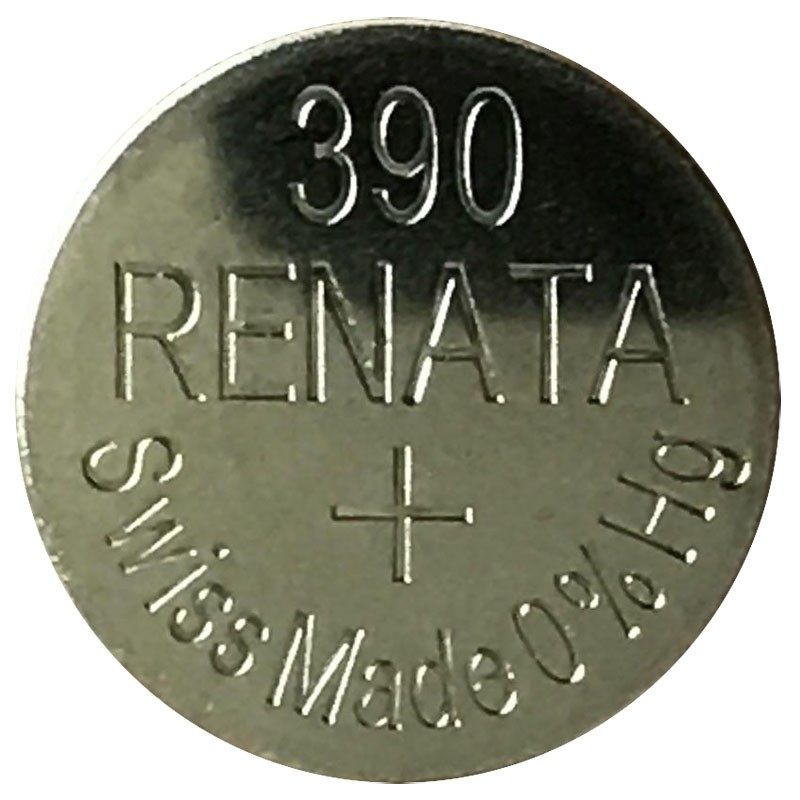 390
RENATA
+
Swiss Made 0% Hg